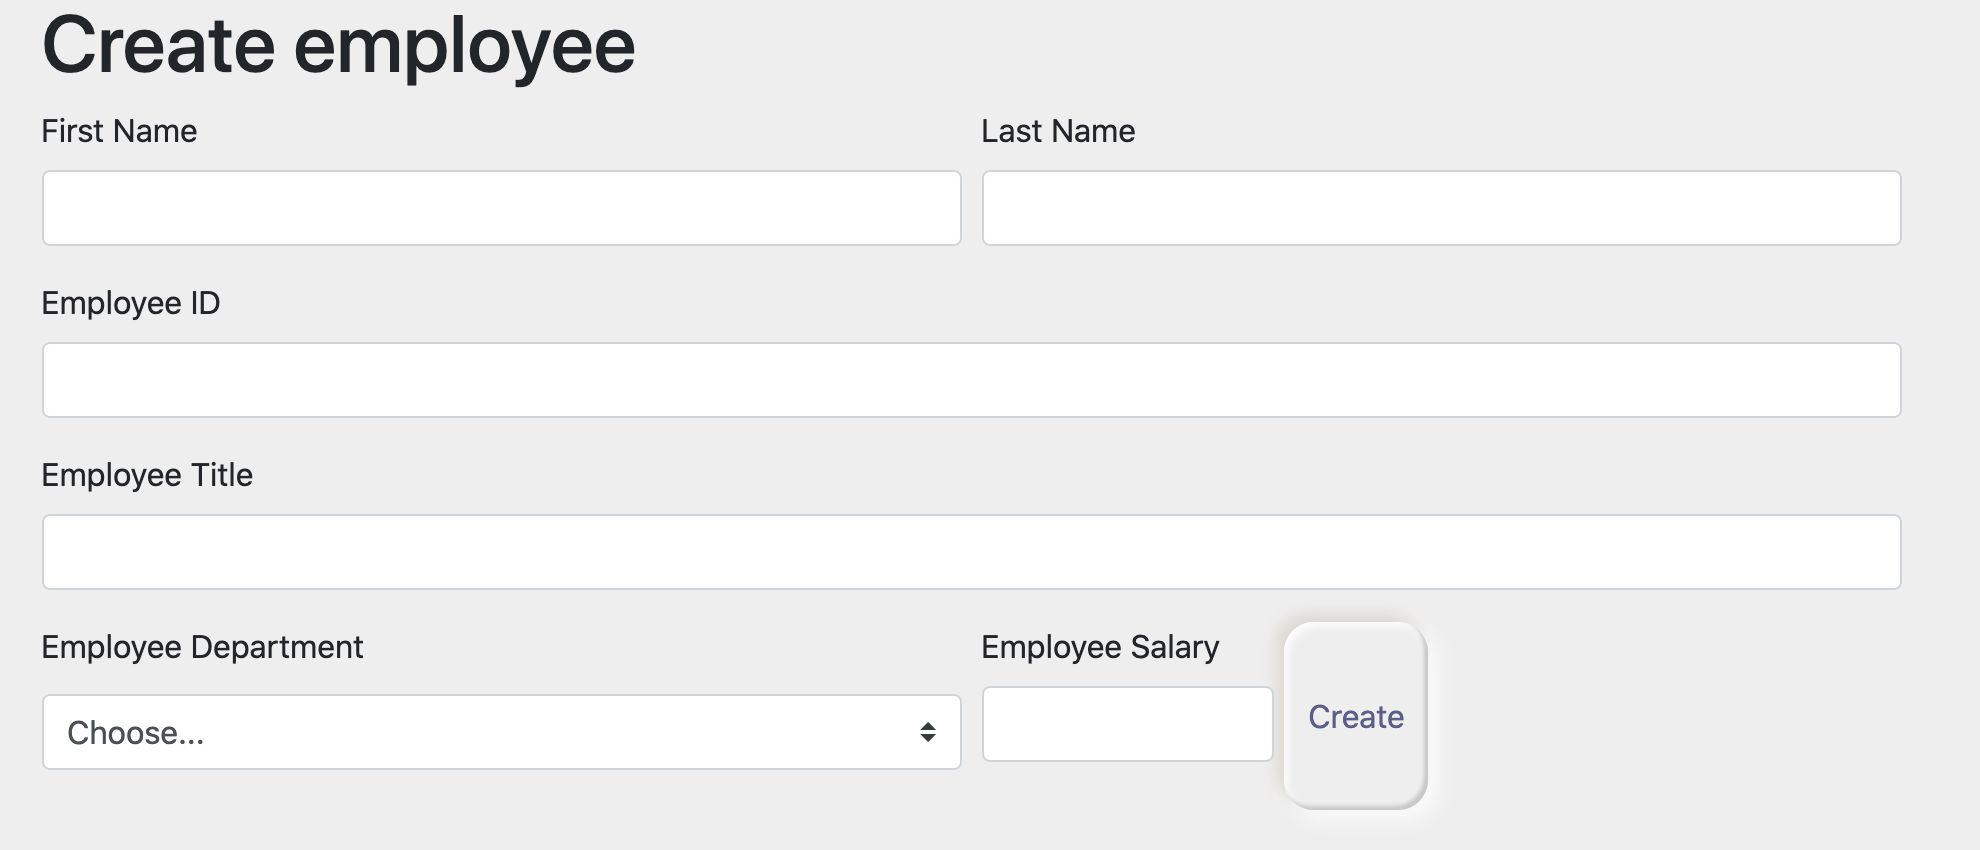 Create employee
First Name Last Name
Employee ID
Employee Title
Employee Department Employee Salary
Choose... Create